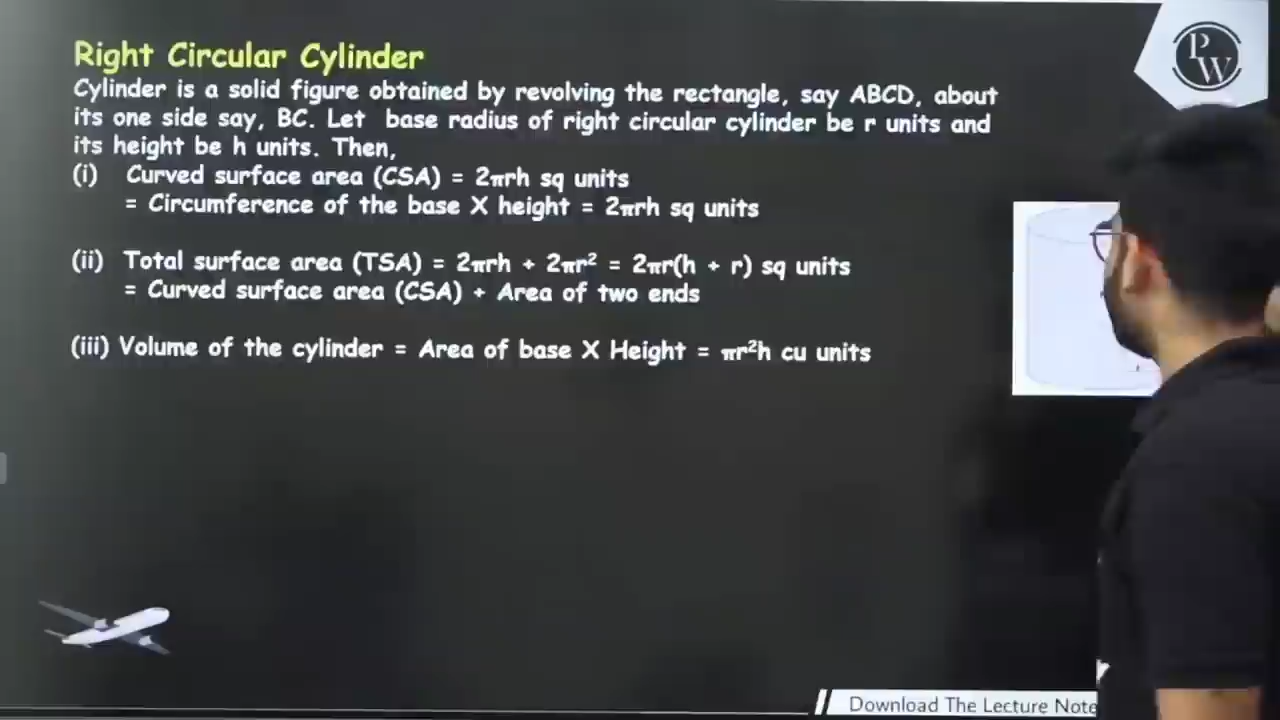 PW
Right Circular Cylinder
Cylinder is a solid figure obtained by revolving the rectangle, say ABCD, about
its one side say, BC. Let base radius of right circular cylinder be r units and
its height be h units. Then,
(i) Curved surface area (CSA) = 2πrh sq units
= Circumference of the base X height = 2πrh sq units
(ii) Total surface area (TSA) = 2πrh + 2πr² = 2πr(h + r) sq units
= Curved surface area (CSA) + Area of two ends
(iii) Volume of the cylinder = Area of base X Height = πr²h cu units
Download The Lecture Note